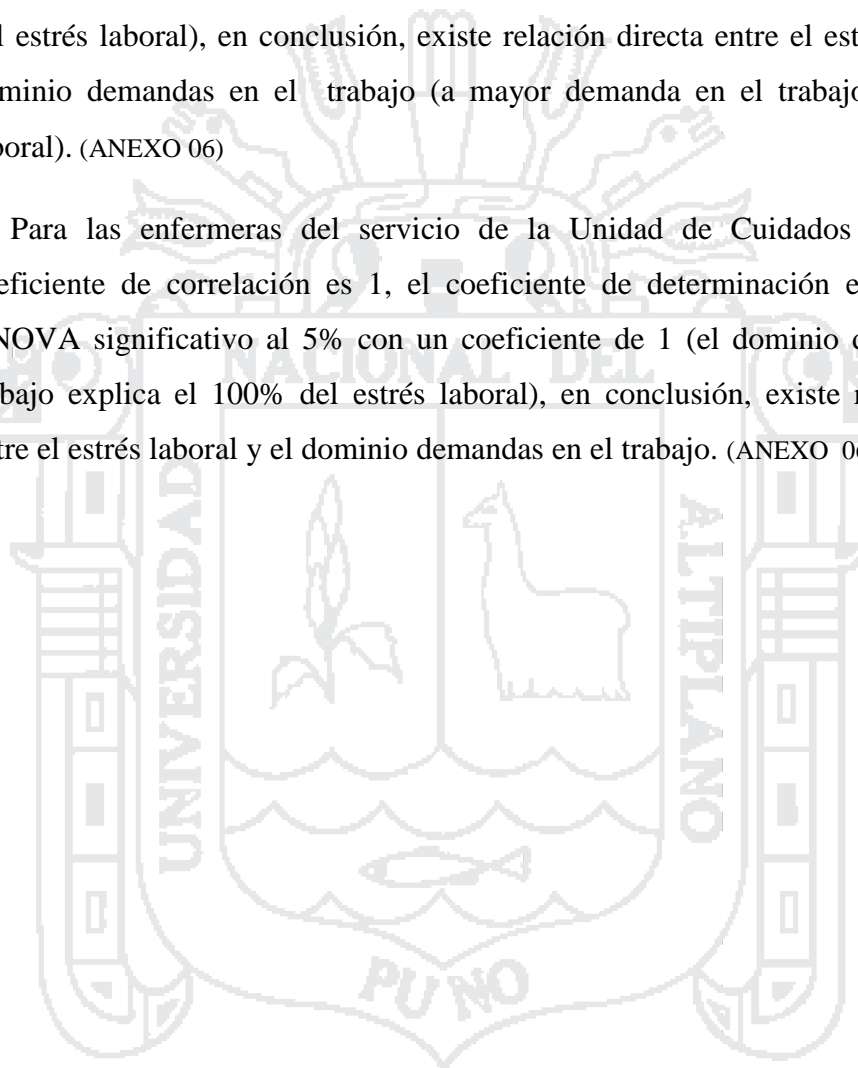 l estrés laboral), en conclusión, existe relación directa entre el est
minio demandas en el trabajo (a mayor demanda en el trabajo
boral). (ANEXO 06)
Para las enfermeras del servicio de la Unidad de Cuidados
eficiente de correlación es 1, el coeficiente de determinación e
NOVA significativo al 5% con un coeficiente de 1 (el dominio d
bajo explica el 100% del estrés laboral), en conclusión, existe r
tre el estrés laboral y el dominio demandas en el trabajo. (ANEXO 0
NACIONAL DEL
UNIVERSIDAD
ALTIPLANO
PUNO